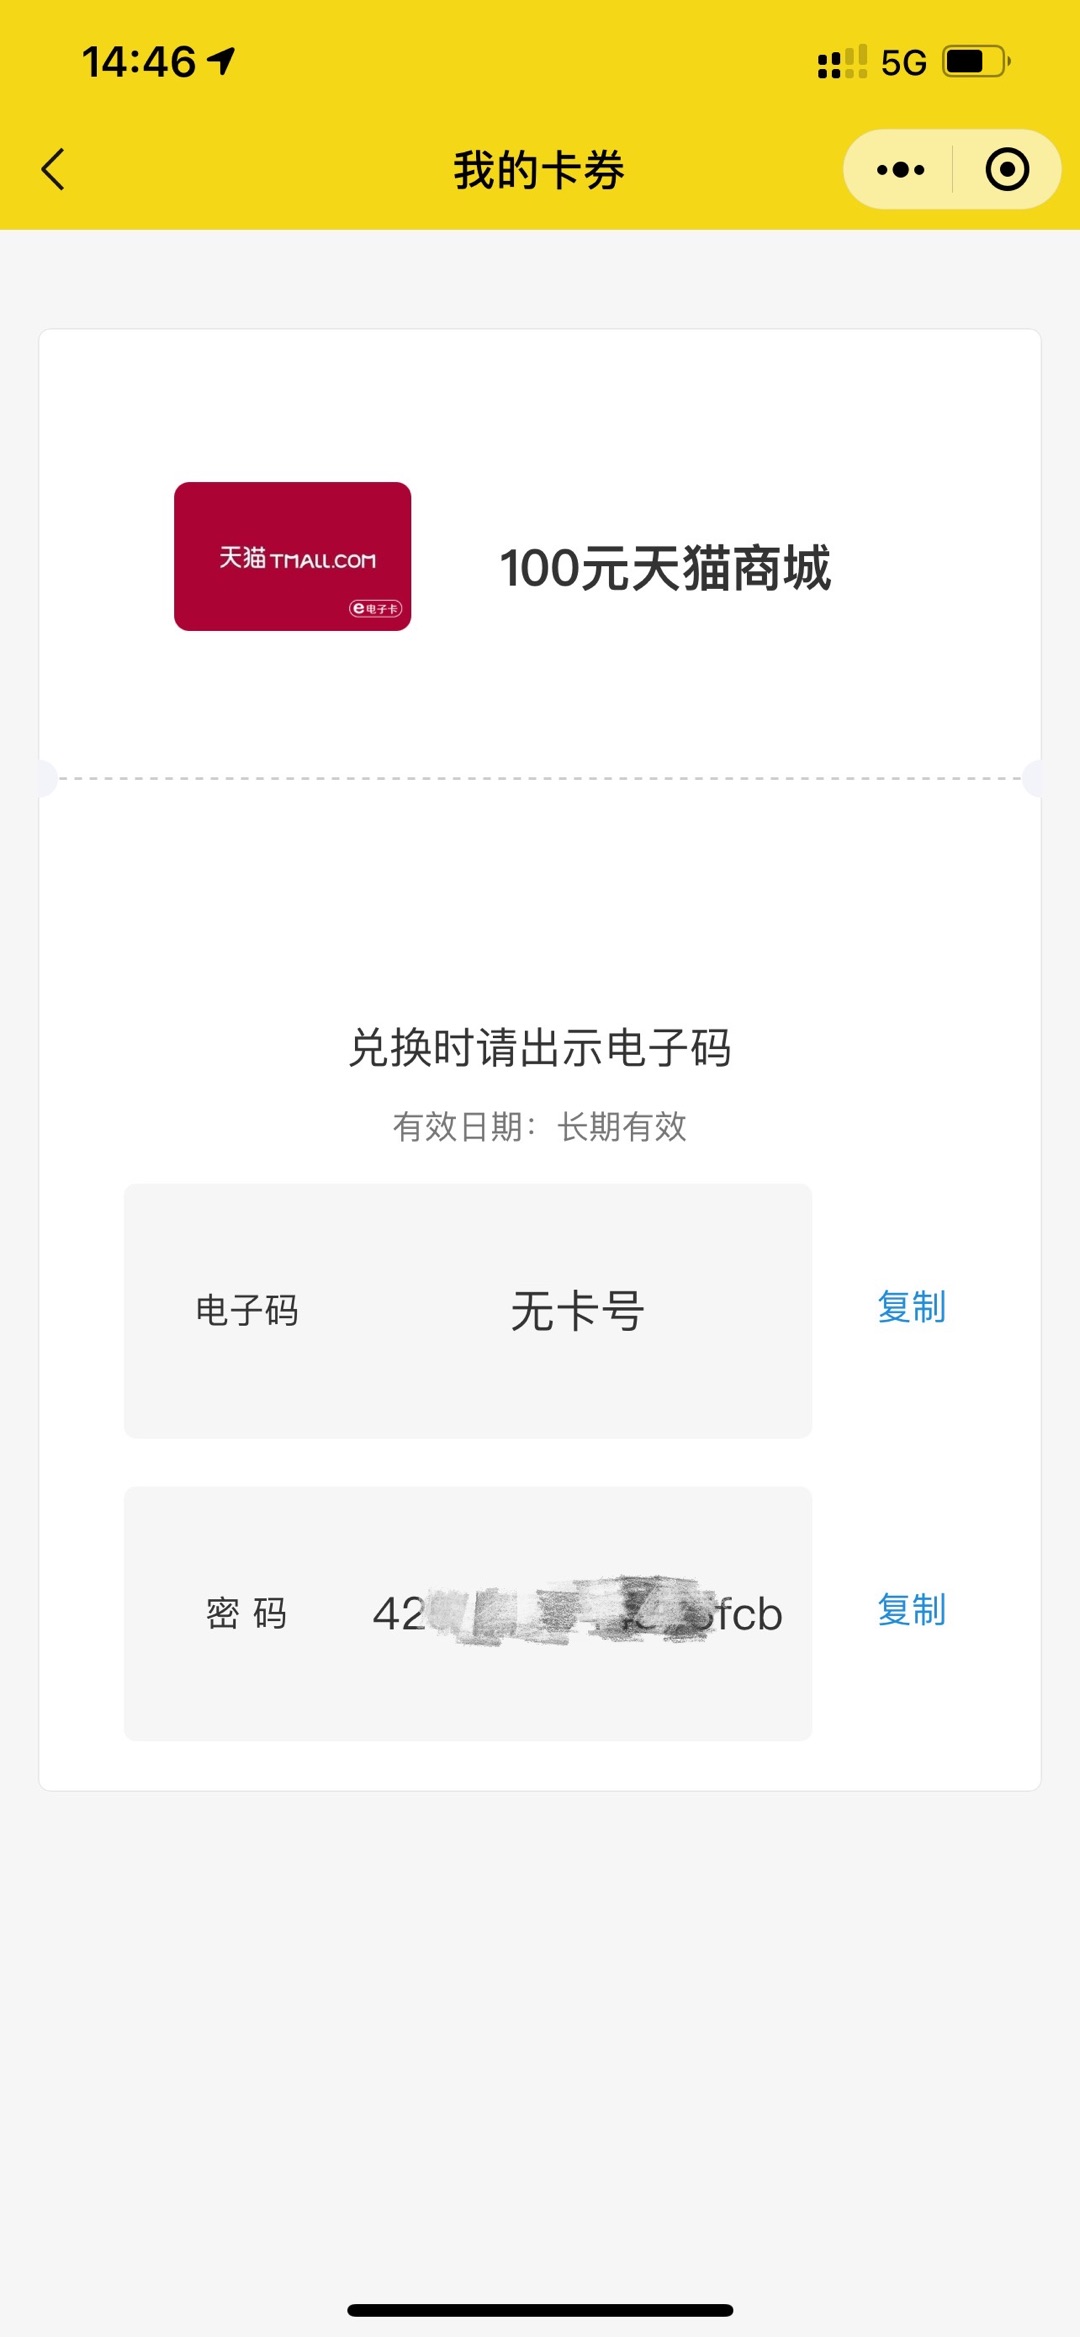 14:46
5G
我的卡券
天猫 TMALL.COM
e电子卡
100元天猫商城
兑换时请出示电子码
有效日期：长期有效
电子码 无卡号 复制
密 码 42 fcb 复制